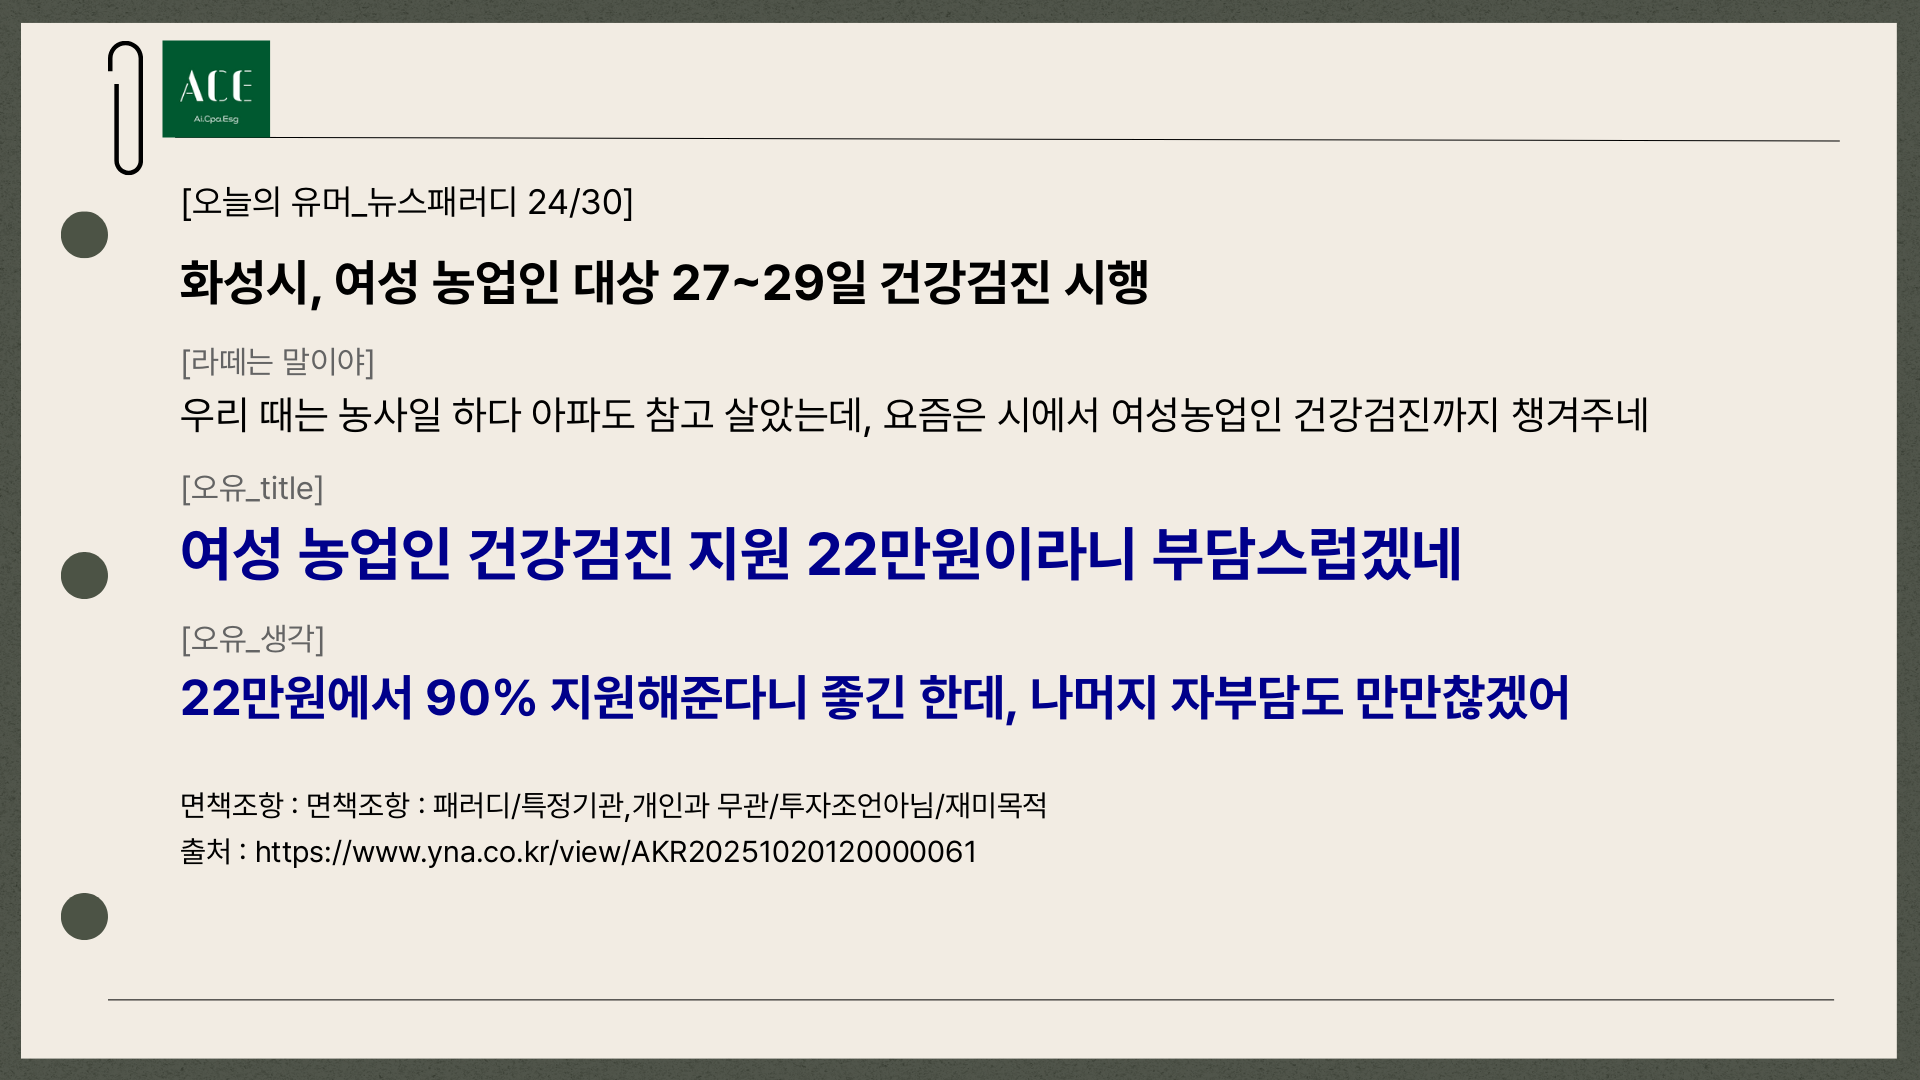 ACE
Ai.Cpa.Esg
[오늘의 유머_뉴스패러디 24/30]
화성시, 여성 농업인 대상 27~29일 건강검진 시행
[라떼는 말이야]
우리 때는 농사일 하다 아파도 참고 살았는데, 요즘은 시에서 여성농업인 건강검진까지 챙겨주네
[오유_title]
여성 농업인 건강검진 지원 22만원이라니 부담스럽겠네
[오유_생각]
22만원에서 90% 지원해준다니 좋긴 한데, 나머지 자부담도 만만찮겠어
면책조항 : 면책조항 : 패러디/특정기관,개인과 무관/투자조언아님/재미목적
출처 : https://www.yna.co.kr/view/AKR20251020120000061